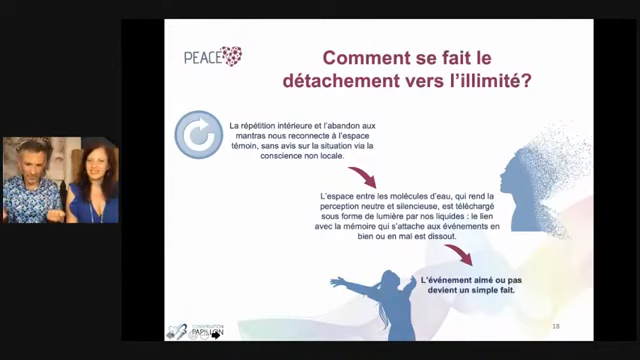 PEACE
Comment se fait le
détachement vers l'illimité?
La répétition intérieure et l'abandon aux
mantras nous reconnecte à l'espace
témoin, sans avis sur la situation via la
conscience non locale.
L'espace entre les molécules d'eau, qui rend la
perception neutre et silencieuse, est téléchargé
sous forme de lumière par nos liquides : le lien
avec la mémoire qui s'attache aux événements en
bien ou en mal est dissout.
L'événement aimé ou pas
devient un simple fait.
PAPILLON
18